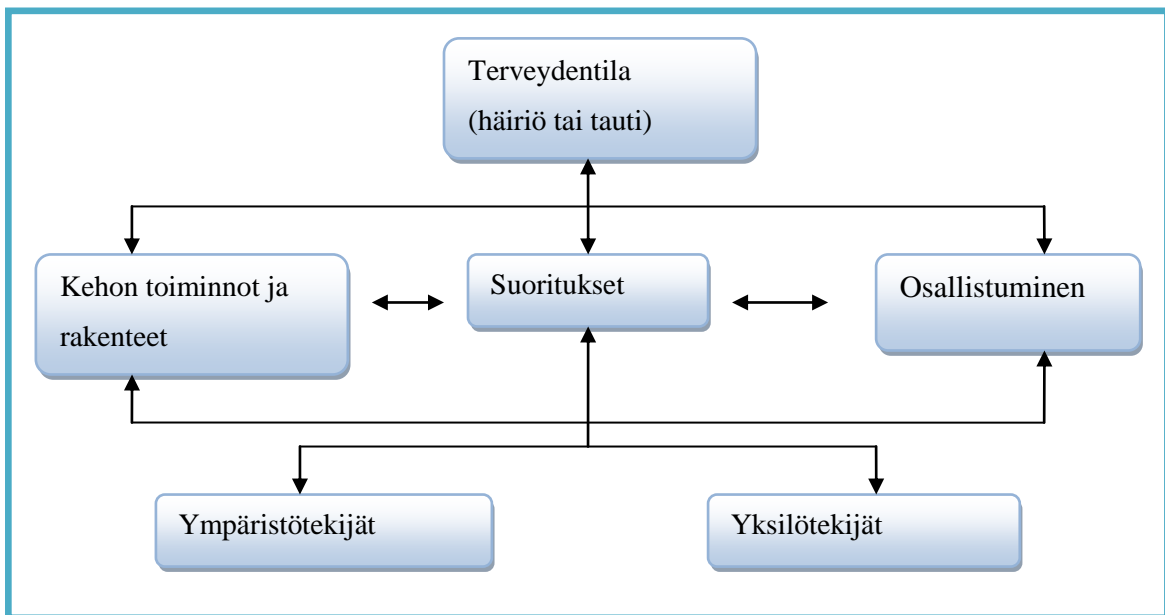 Terveydentila
(häiriö tai tauti)
Kehon toiminnot ja
rakenteet
Suoritukset
Osallistuminen
Ympäristötekijät
Yksilötekijät